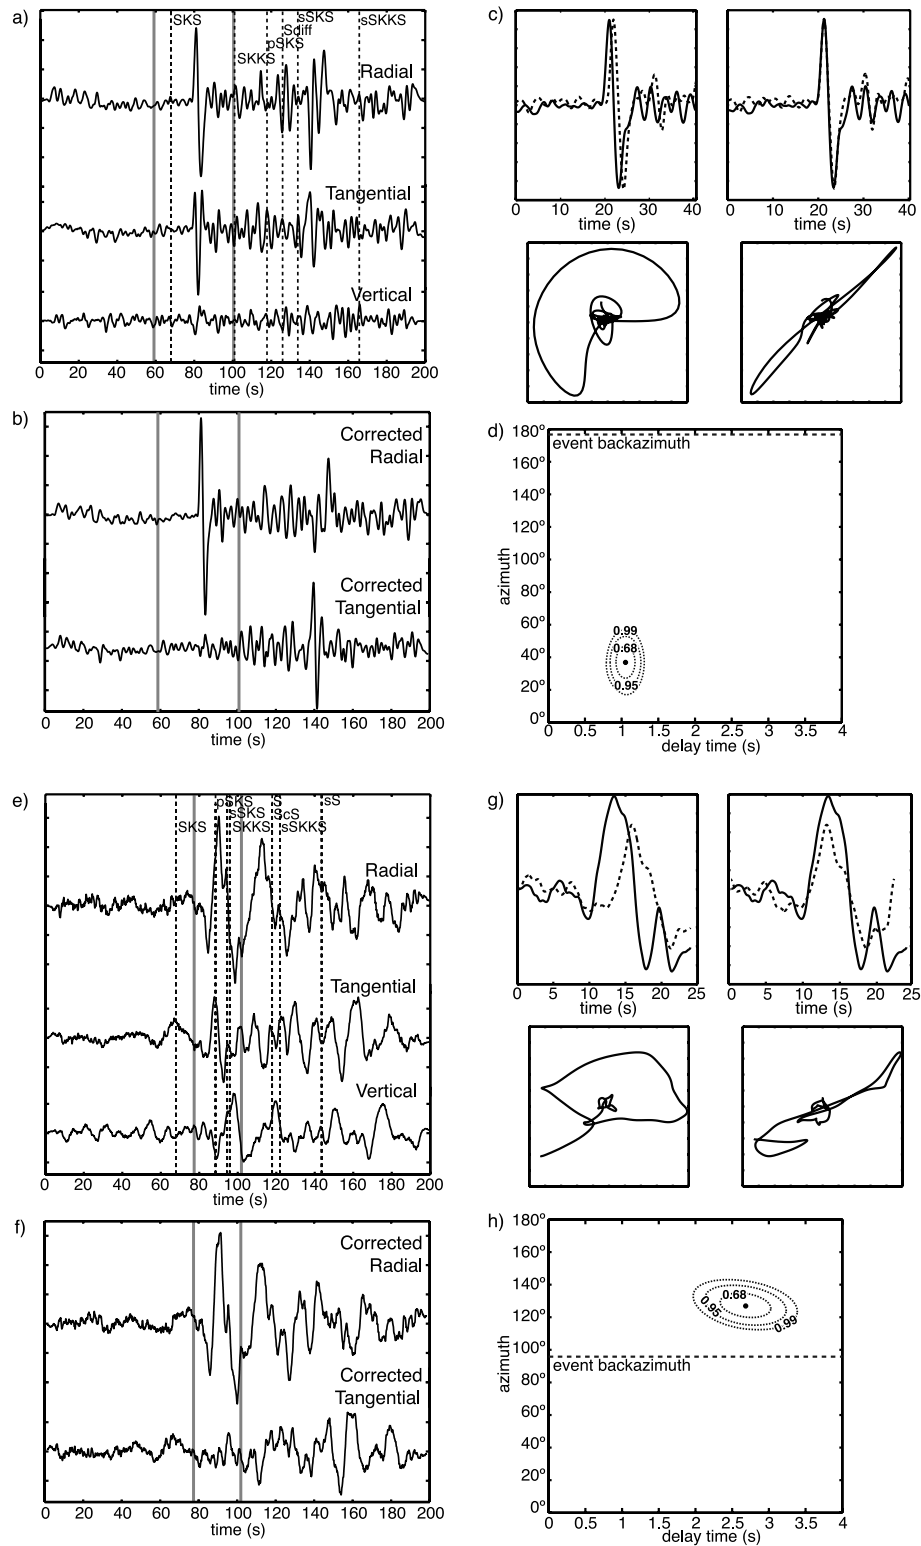 a)
SKS
SKKS
pSKS
Sdiff
sSKS
sSKKS
Radial
Tangential
Vertical
0 20 40 60 80 100 120 140 160 180 200
time (s)
b)
Corrected
Radial
Corrected
Tangential
0 20 40 60 80 100 120 140 160 180 200
time (s)
c)
0 10 20 30 40
time (s)
0 10 20 30 40
time (s)
d)
180°
160°
140°
120°
100°
80°
60°
40°
20°
0°
azimuth
event backazimuth
0.99
0.68
0.95
0 0.5 1 1.5 2 2.5 3 3.5 4
delay time (s)
e)
SKS
pSKS
sSKS
SKKS
S
ScS
sSKKS
sS
Radial
Tangential
Vertical
0 20 40 60 80 100 120 140 160 180 200
time (s)
f)
Corrected
Radial
Corrected
Tangential
0 20 40 60 80 100 120 140 160 180 200
time (s)
g)
0 5 10 15 20 25
time (s)
0 5 10 15 20 25
time (s)
h)
180°
160°
140°
120°
100°
80°
60°
40°
20°
0°
azimuth
0.68
0.95
0.99
event backazimuth
0 0.5 1 1.5 2 2.5 3 3.5 4
delay time (s)